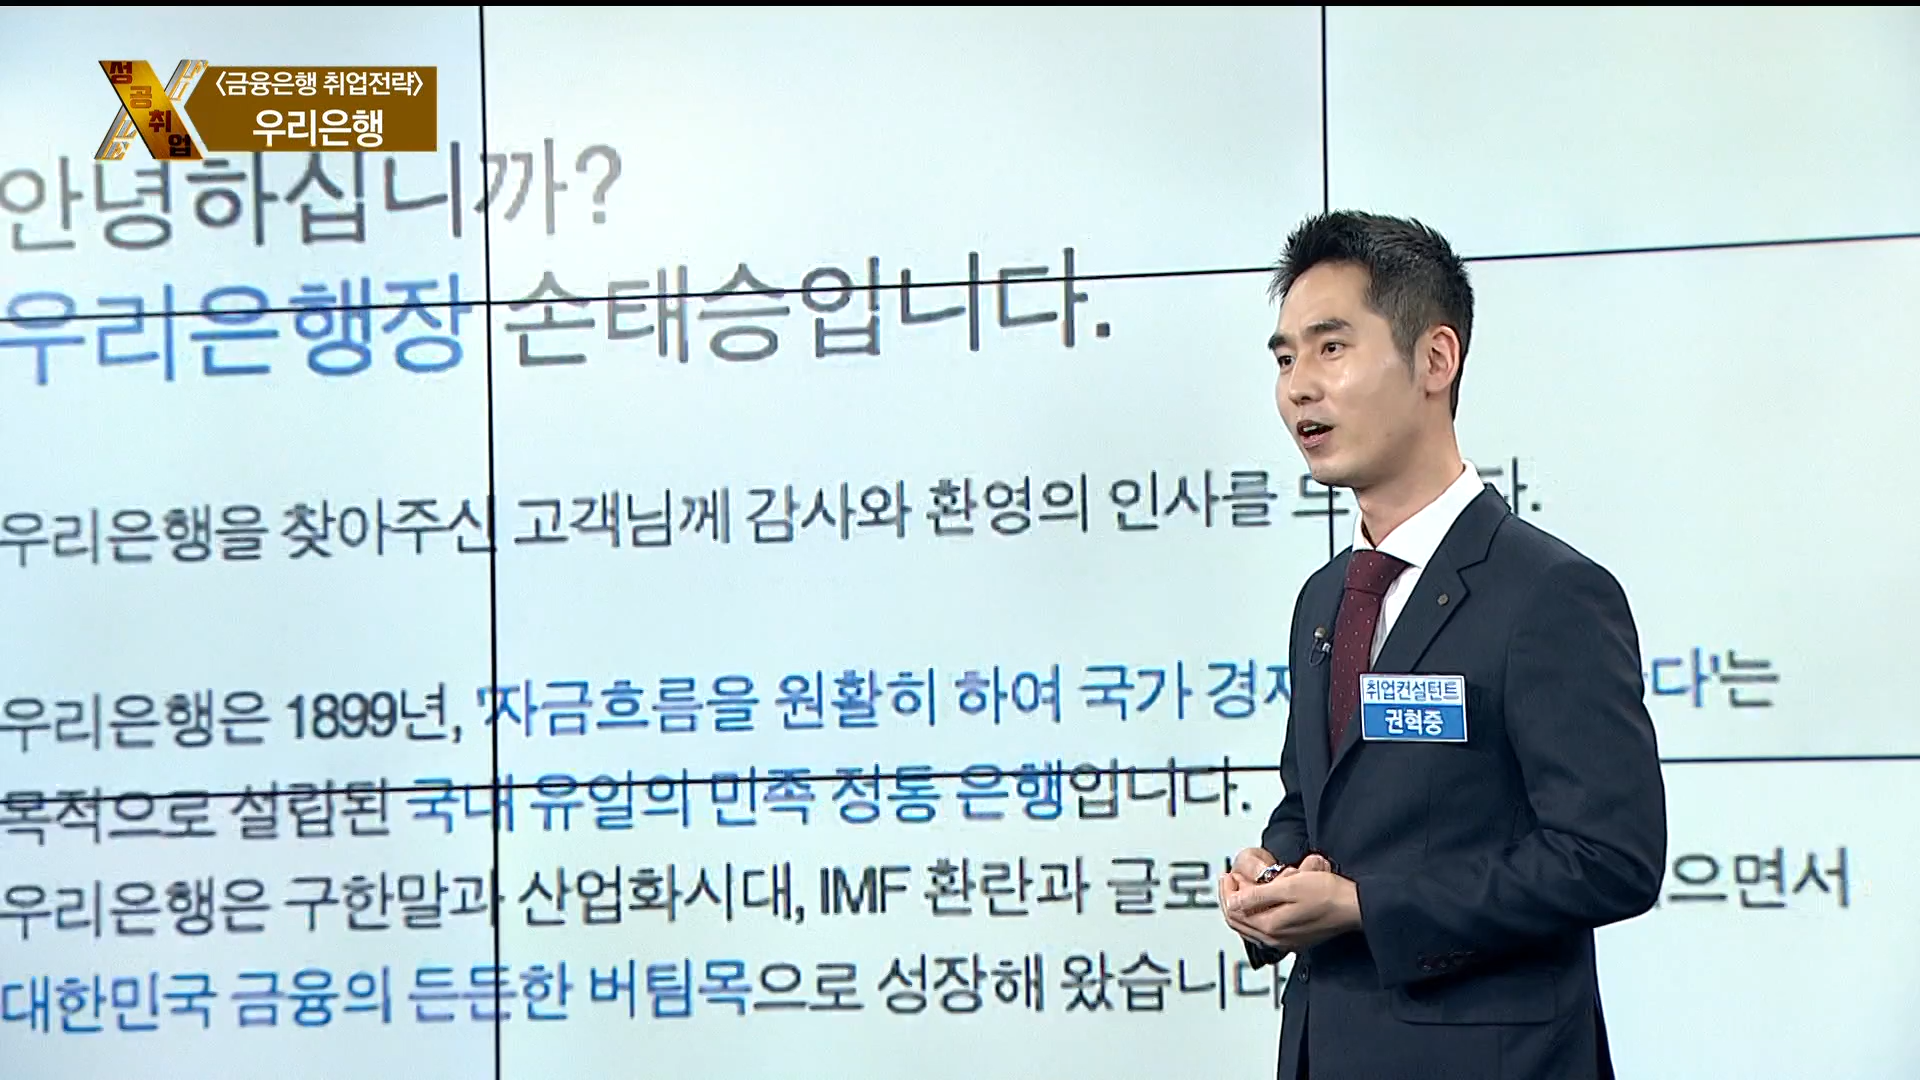 성공취업
X FILE
〈금융은행 취업전략〉
우리은행
안녕하십니까?
우리은행장 손태승입니다.
우리은행을 찾아주신 고객님께 감사와 환영의 인사를 드 다.
우리은행은 1899년, '자금흐름을 원활히 하여 국가 경제 다'는
목적으로 설립된 국내 유일의 민족 정통 은행입니다.
우리은행은 구한말과 산업화시대, IMF 환란과 글로 으면서
대한민국 금융의 든든한 버팀목으로 성장해 왔습니다
취업컨설턴트
권혁중